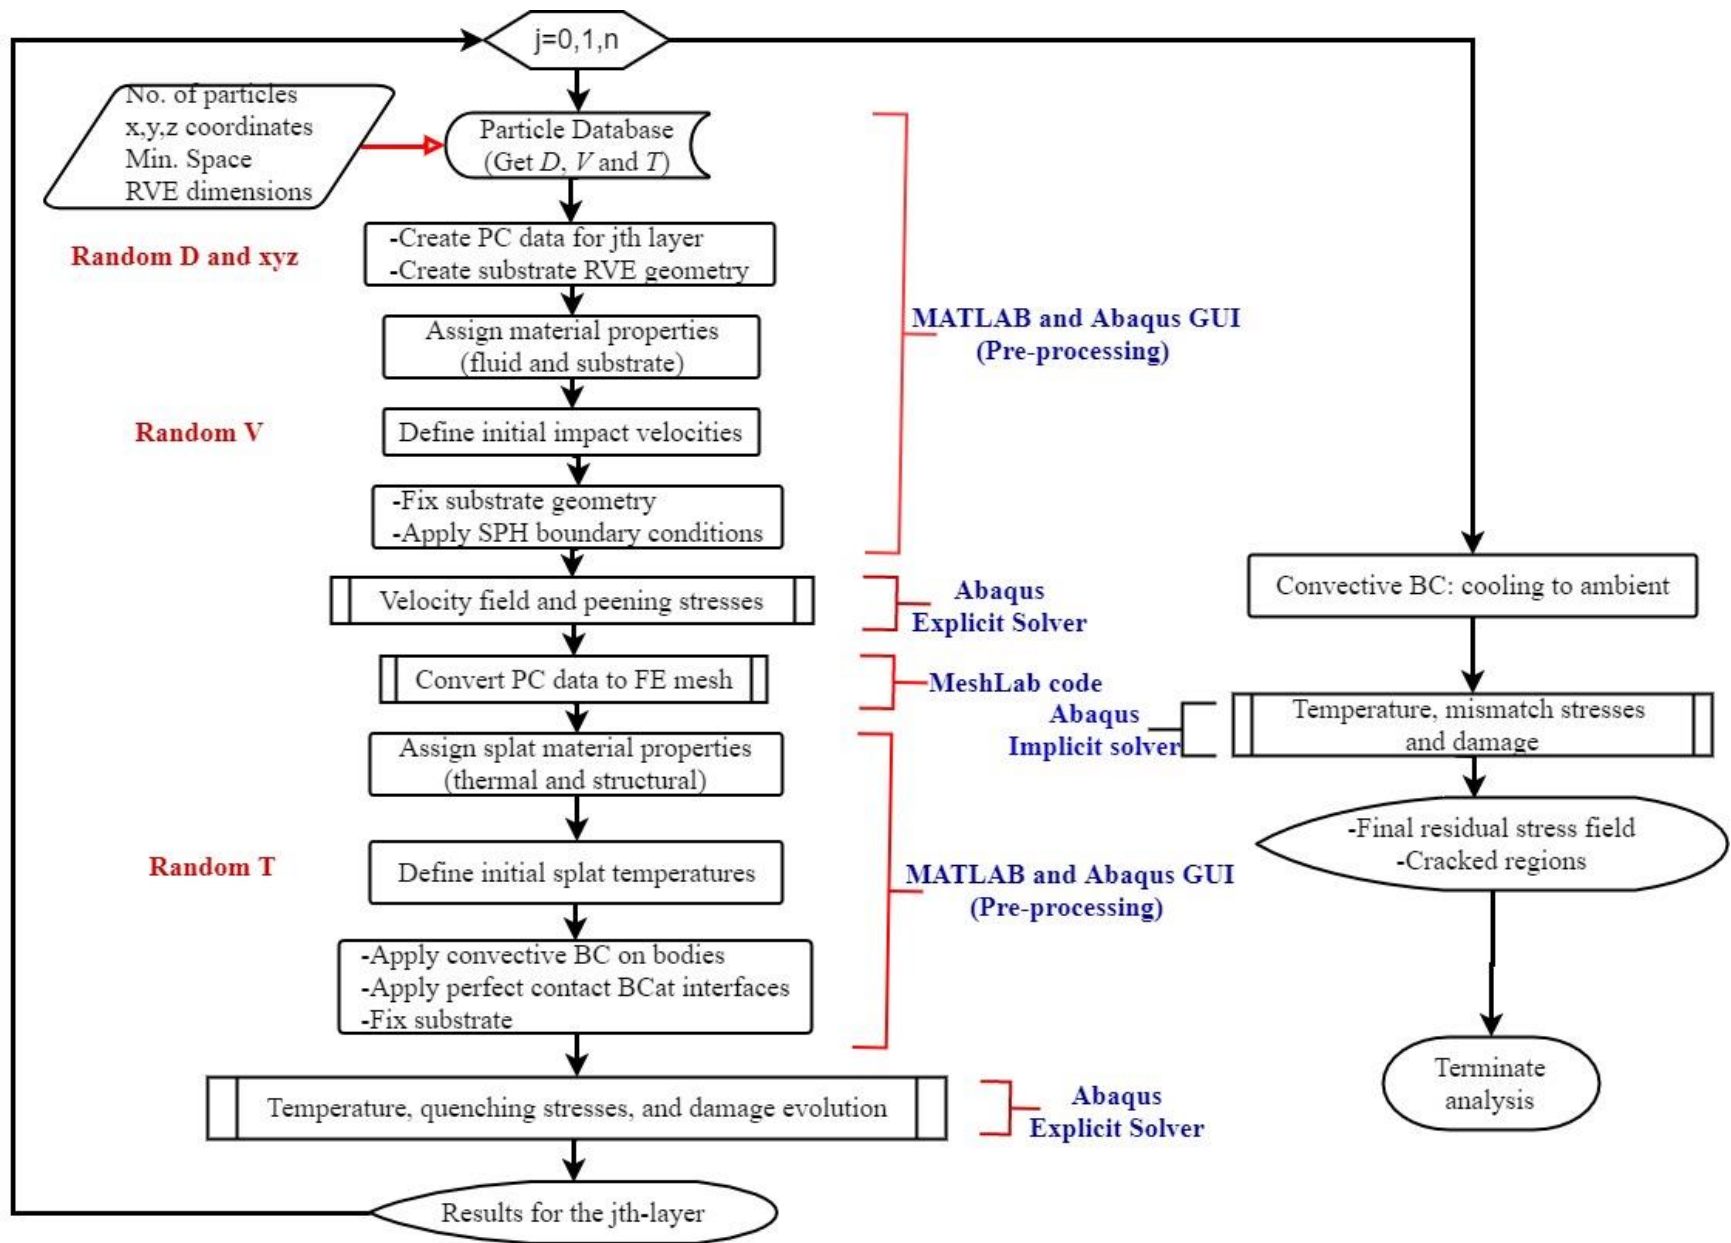 j=0,1,n
No. of particles
x,y,z coordinates
Min. Space
RVE dimensions
Particle Database
(Get D, V and T)
Random D and xyz
-Create PC data for jth layer
-Create substrate RVE geometry
Assign material properties
(fluid and substrate)
MATLAB and Abaqus GUI
(Pre-processing)
Random V
Define initial impact velocities
-Fix substrate geometry
-Apply SPH boundary conditions
Velocity field and peening stresses
Abaqus
Explicit Solver
Convert PC data to FE mesh
MeshLab code
Assign splat material properties
(thermal and structural)
Random T
Define initial splat temperatures
MATLAB and Abaqus GUI
(Pre-processing)
-Apply convective BC on bodies
-Apply perfect contact BCat interfaces
-Fix substrate
Temperature, quenching stresses, and damage evolution
Abaqus
Explicit Solver
Results for the jth-layer
Convective BC: cooling to ambient
Abaqus
Implicit solver
Temperature, mismatch stresses
and damage
-Final residual stress field
-Cracked regions
Terminate
analysis